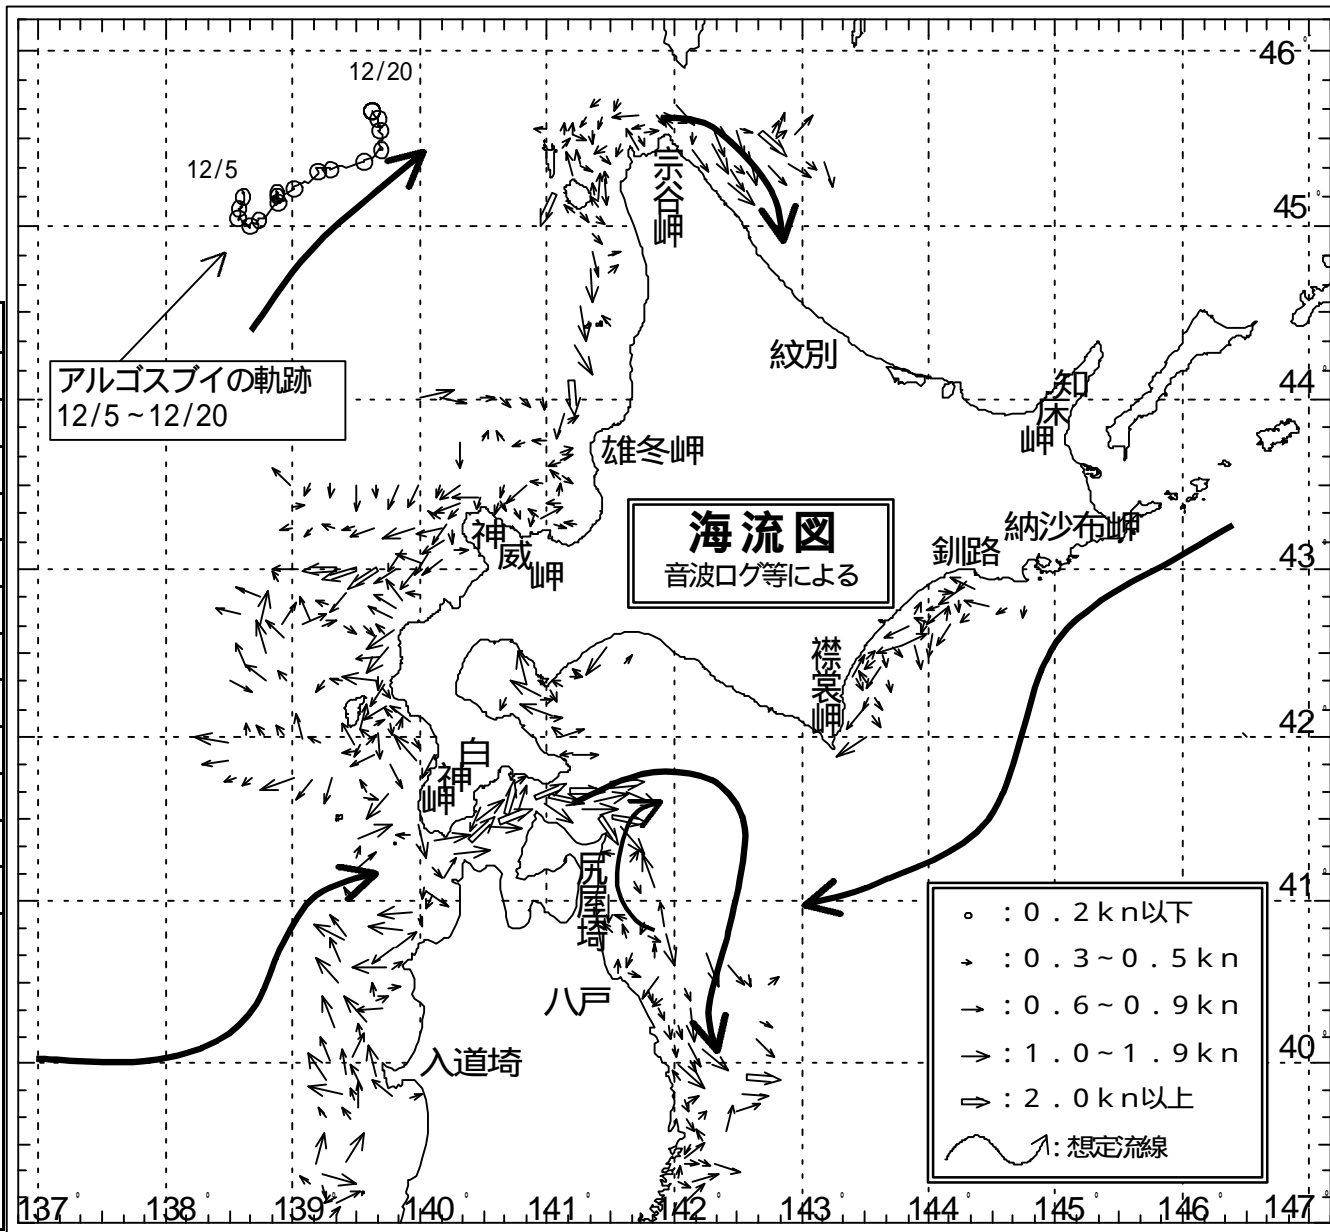 46°
12/20
12/5
宗谷岬
45°
アルゴスブイの軌跡
12/5～12/20
紋別
44°
知床岬
雄冬岬
海流図
音波ログ等による
納沙布岬
釧路
神威岬
43°
襟裳岬
42°
白神岬
尻屋埼
41°
八戸
入道埼
40°
：０．２ｋｎ以下
：０．３～０．５ｋｎ
：０．６～０．９ｋｎ
：１．０～１．９ｋｎ
：２．０ｋｎ以上
：想定流線
137° 138° 139° 140° 141° 142° 143° 144° 145° 146° 147°